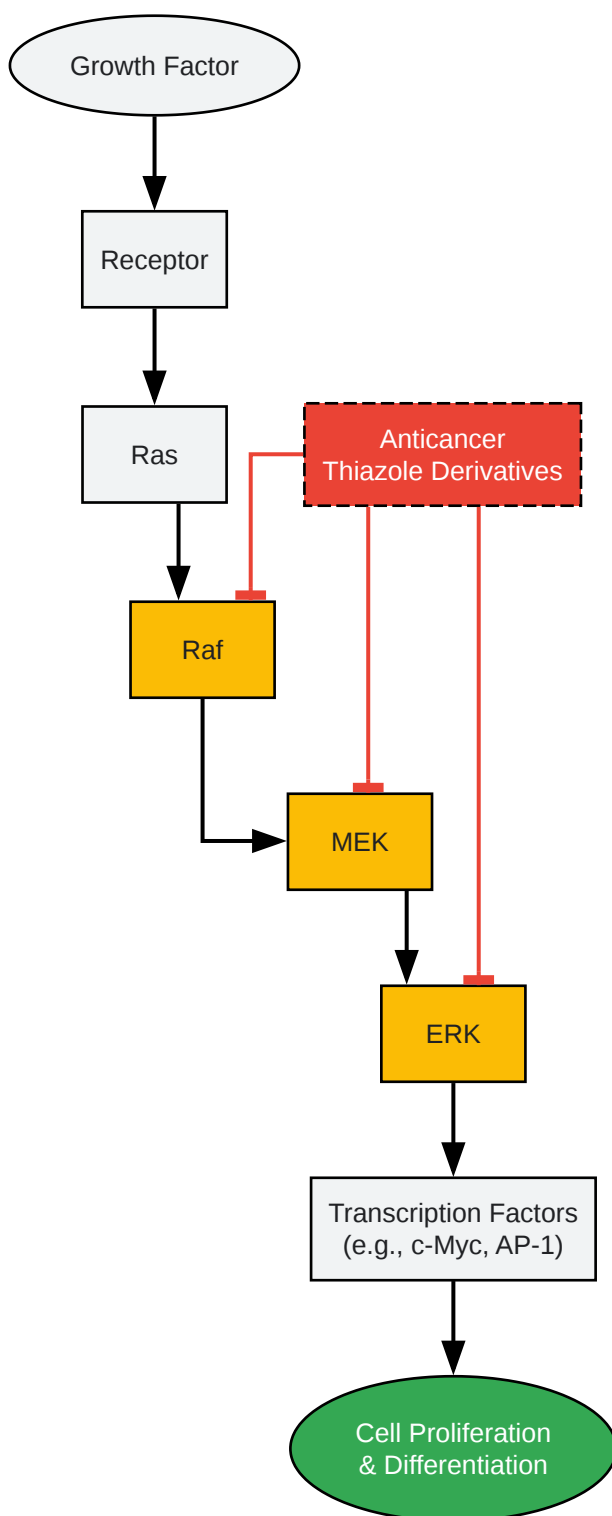 Growth Factor
Receptor
Ras
Anticancer
Thiazole Derivatives
Raf
MEK
ERK
Transcription Factors
(e.g., c-Myc, AP-1)
Cell Proliferation
& Differentiation